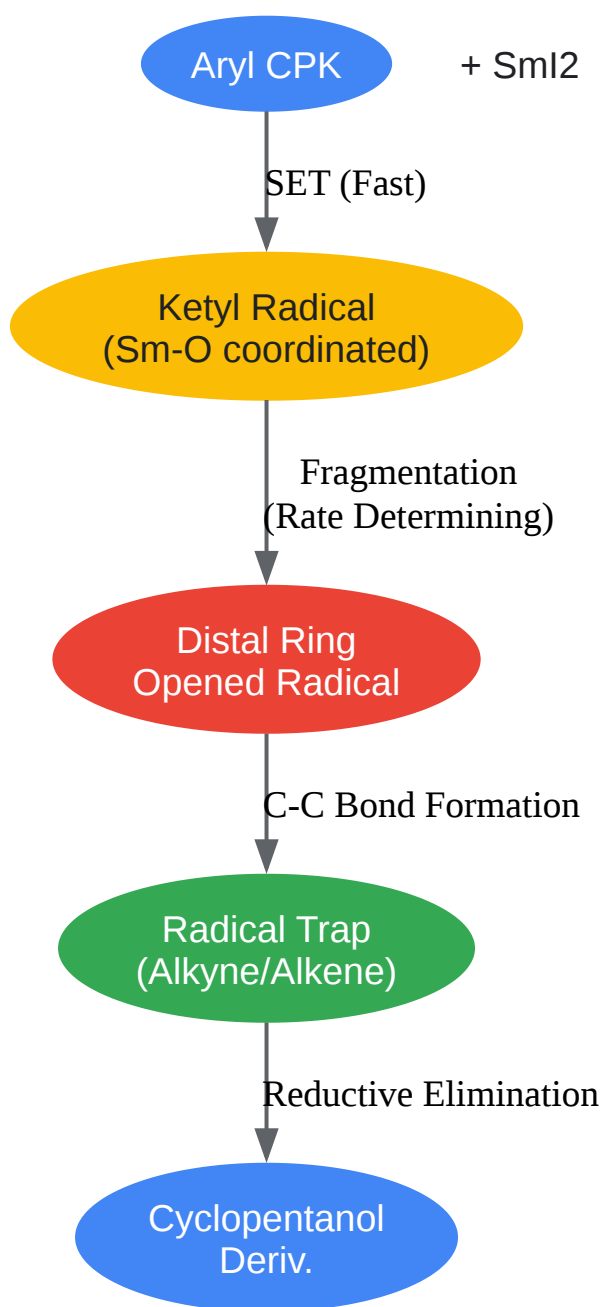 Aryl CPK
+ SmI2
SET (Fast)
Ketyl Radical
(Sm-O coordinated)
Fragmentation
(Rate Determining)
Distal Ring
Opened Radical
C-C Bond Formation
Radical Trap
(Alkyne/Alkene)
Reductive Elimination
Cyclopentanol
Deriv.